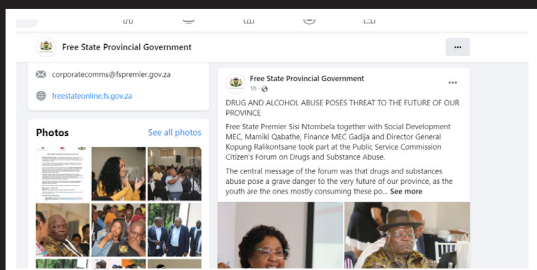 Free State Provincial Government
...
corporatecomms@fspremier.gov.za
freestateonline.fs.gov.za
Photos
See all photos
Free State Provincial Government
1h ·
...
DRUG AND ALCOHOL ABUSE POSES THREAT TO THE FUTURE OF OUR
PROVINCE
Free State Premier Sisi Ntombela together with Social Development
MEC, Mamiki Qabathe, Finance MEC Gadija and Director General
Kopung Ralikontsane took part at the Public Service Commission
Citizen's Forum on Drugs and Substance Abuse.
The central message of the forum was that drugs and substances
abuse pose a grave danger to the very future of our province, as the
youth are the ones mostly consuming these po... See more